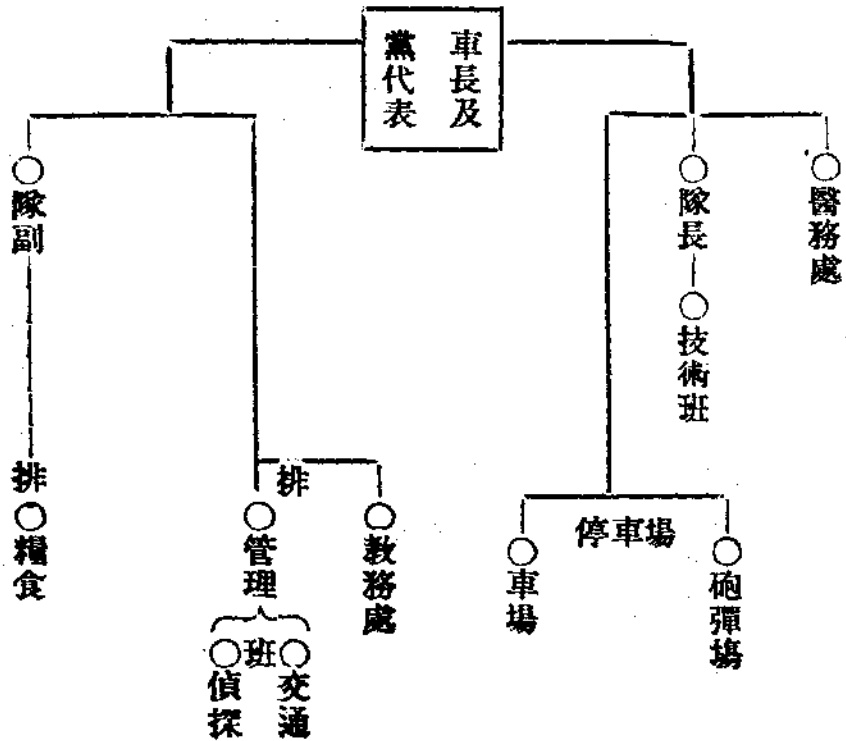 車長及
黨代表
○醫務處
○隊長
○技術班
○隊副
停車場
○砲彈場
○車場
排
○教務處
○管理
班
○交通
○偵探
排
○糧食